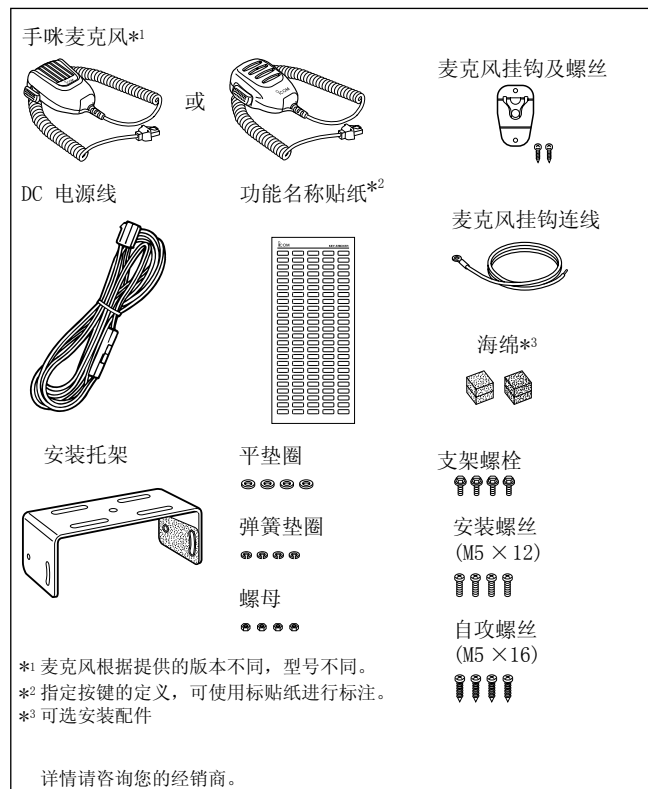 手咪麦克风*1
或
iCOM
麦克风挂钩及螺丝
DC 电源线
功能名称贴纸*2
iCOM
麦克风挂钩连线
海绵*3
安装托架
平垫圈
支架螺栓
弹簧垫圈
安装螺丝
(M5 ×12)
螺母
自攻螺丝
(M5 ×16)
*1 麦克风根据提供的版本不同，型号不同。
*2 指定按键的定义，可使用标贴纸进行标注。
*3 可选安装配件
详情请咨询您的经销商。